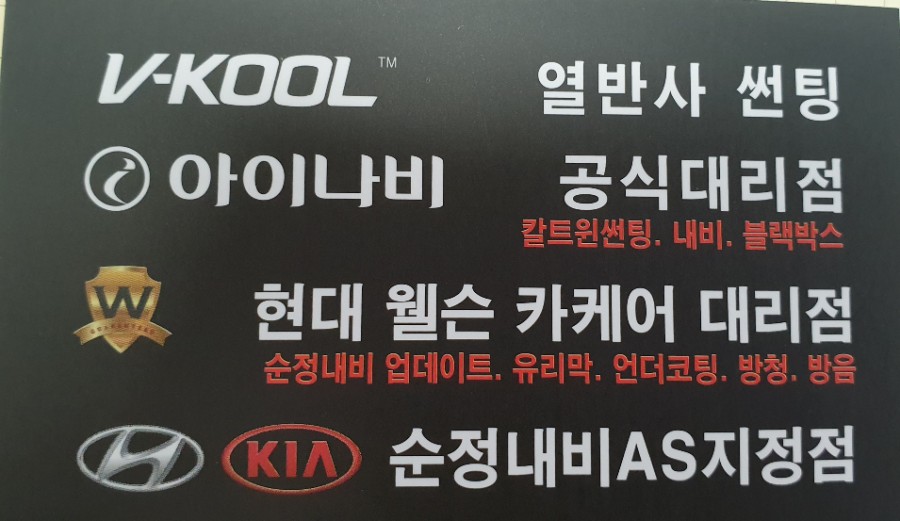 V-KOOL™ 열반사 썬팅
아이나비 공식대리점
칼트윈썬팅. 내비. 블랙박스
W 현대 웰슨 카케어 대리점
순정내비 업데이트. 유리막. 언더코팅. 방청. 방음
KIA 순정내비AS지정점